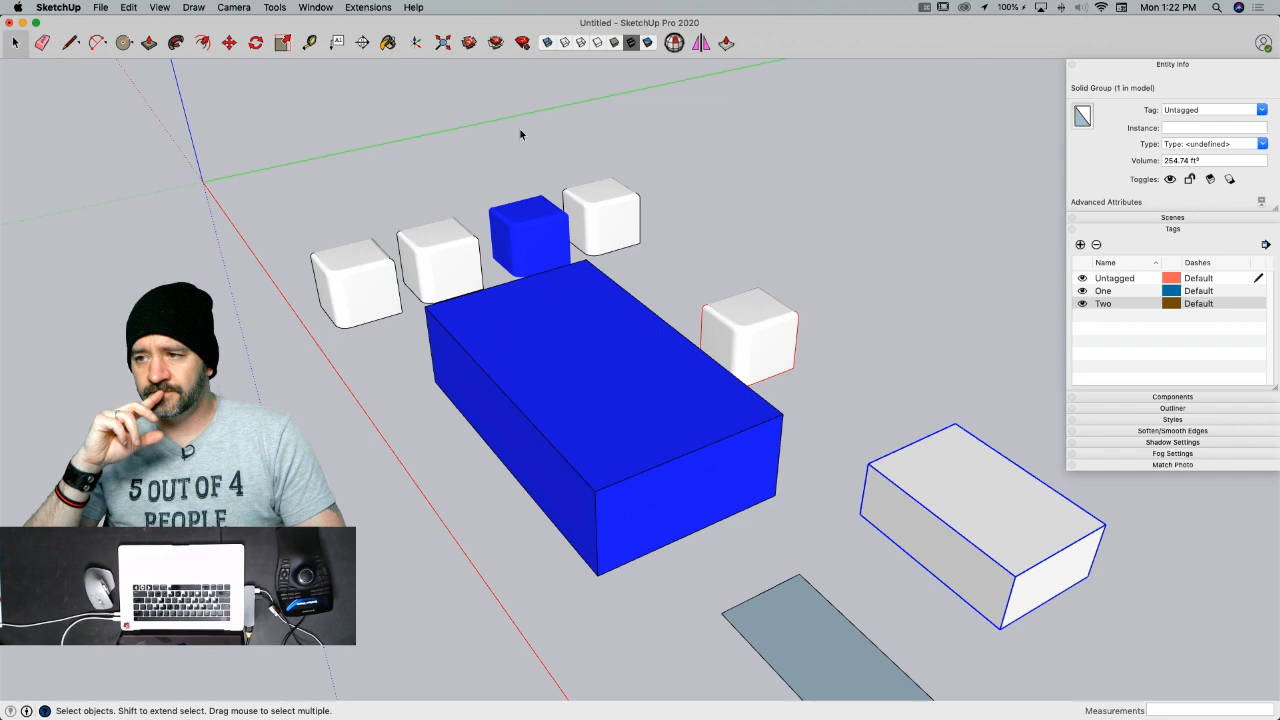 SketchUp File Edit View Draw Camera Tools Window Extensions Help 100% Mon 1:22 PM
Untitled - SketchUp Pro 2020
Entity Info
Solid Group (1 in model)
Tag: Untagged
Instance:
Type: Type: <undefined>
Volume: 254.74 ft³
Toggles:
Advanced Attributes
Scenes
Tags
Name Dashes
Untagged Default
One Default
Two Default
Components
Outliner
Styles
Soften/Smooth Edges
Shadow Settings
Fog Settings
Match Photo
5 OUT OF 4
PEOPLE
Select objects. Shift to extend select. Drag mouse to select multiple.
Measurements